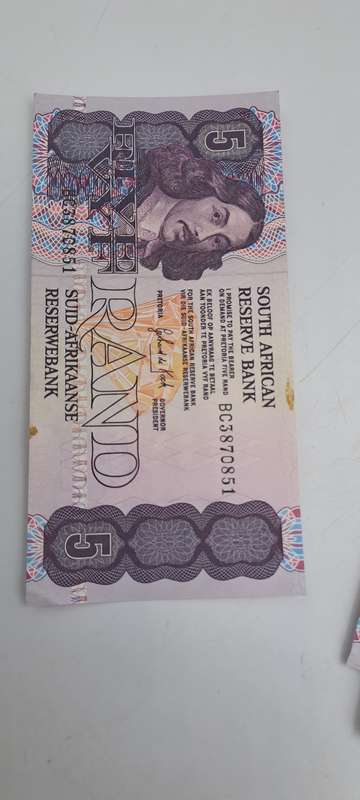 5
SOUTH AFRICAN
RESERVE BANK
I PROMISE TO PAY THE BEARER
ON DEMAND AT PRETORIA FIVE RAND
EK BELOOF OP AANVRAAG TE BETAAL
AAN TOONDER TE PRETORIA VYF RAND
BC3870851
FOR THE SOUTH AFRICAN RESERVE BANK
VIR DIE SUID-AFRIKAANSE RESERWEBANK
PRETORIA
GOVERNOR
PRESIDENT
FIVE
VYF
RAND
BC3870851
SUID-AFRIKAANSE
RESERWEBANK
5
5